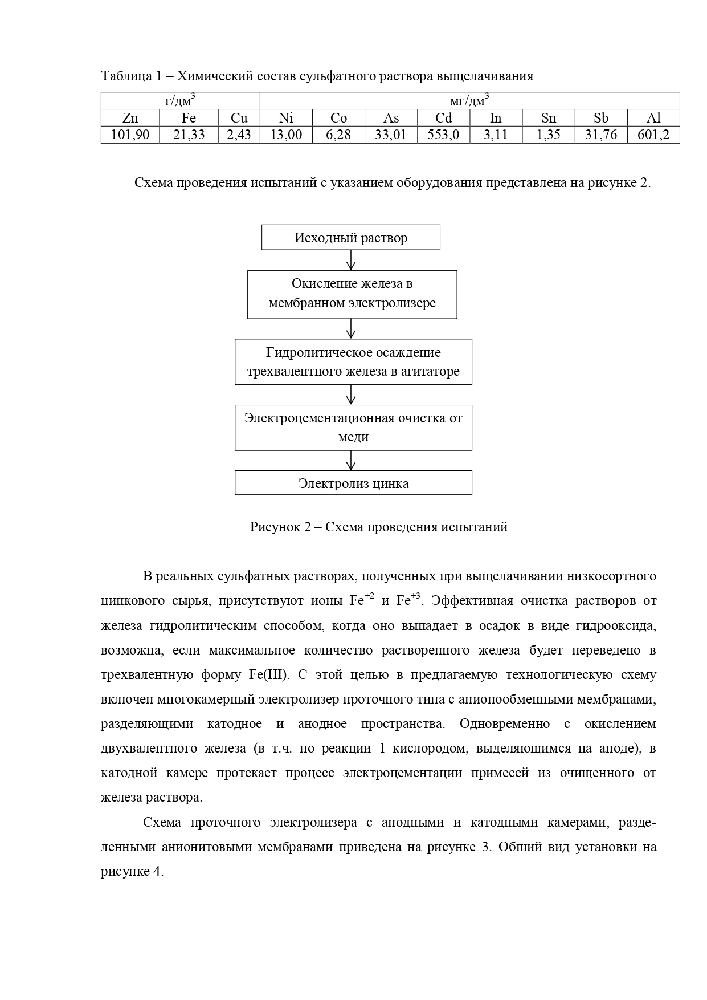 Таблица 1 – Химический состав сульфатного раствора выщелачивания
г/дм³ мг/дм³
Zn Fe Cu Ni Co As Cd In Sn Sb Al
101,90 21,33 2,43 13,00 6,28 33,01 553,0 3,11 1,35 31,76 601,2
Схема проведения испытаний с указанием оборудования представлена на рисунке 2.
Исходный раствор
Окисление железа в
мембранном электролизере
Гидролитическое осаждение
трехвалентного железа в агитаторе
Электроцементационная очистка от
меди
Электролиз цинка
Рисунок 2 – Схема проведения испытаний
В реальных сульфатных растворах, полученных при выщелачивании низкосортного
цинкового сырья, присутствуют ионы Fe⁺² и Fe⁺³. Эффективная очистка растворов от
железа гидролитическим способом, когда оно выпадает в осадок в виде гидрооксида,
возможна, если максимальное количество растворенного железа будет переведено в
трехвалентную форму Fe(III). С этой целью в предлагаемую технологическую схему
включен многокамерный электролизер проточного типа с анионообменными мембранами,
разделяющими катодное и анодное пространства. Одновременно с окислением
двухвалентного железа (в т.ч. по реакции 1 кислородом, выделяющимся на аноде), в
катодной камере протекает процесс электроцементации примесей из очищенного от
железа раствора.
Схема проточного электролизера с анодными и катодными камерами, разде-
ленными анионитовыми мембранами приведена на рисунке 3. Обший вид установки на
рисунке 4.